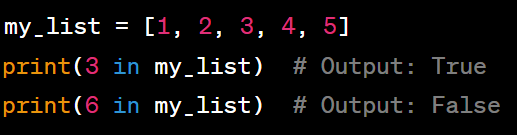 my_list = [1, 2, 3, 4, 5]
print(3 in my_list)  # Output: True
print(6 in my_list)  # Output: False